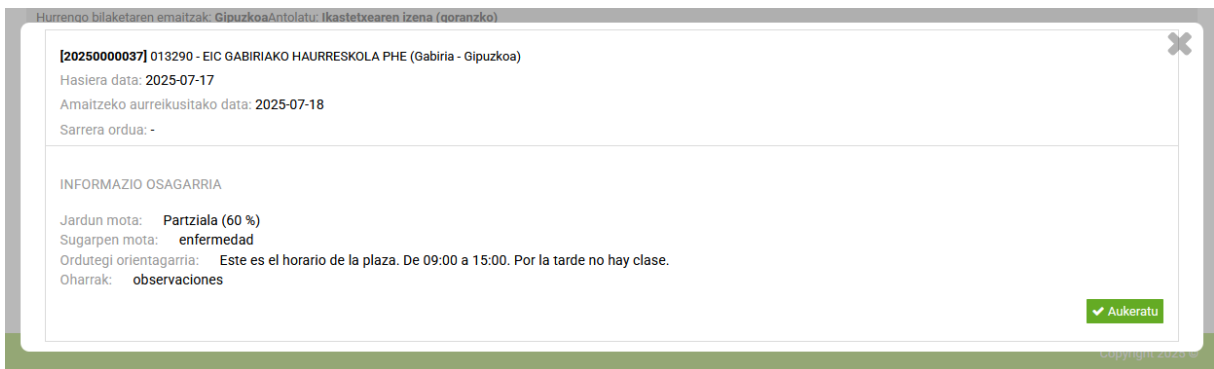 Hurrengo bilaketaren emaitzak: GipuzkoaAntolatu: Ikastetxearen izena (goranzko)
[20250000037] 013290 - EIC GABIRIAKO HAURRESKOLA PHE (Gabiria - Gipuzkoa)
Hasiera data: 2025-07-17
Amaitzeko aurreikusitako data: 2025-07-18
Sarrera ordua: -
INFORMAZIO OSAGARRIA
Jardun mota: Partziala (60 %)
Sugarpen mota: enfermedad
Ordutegi orientagarria: Este es el horario de la plaza. De 09:00 a 15:00. Por la tarde no hay clase.
Oharrak: observaciones
Aukeratu
Copyright 2025 ©